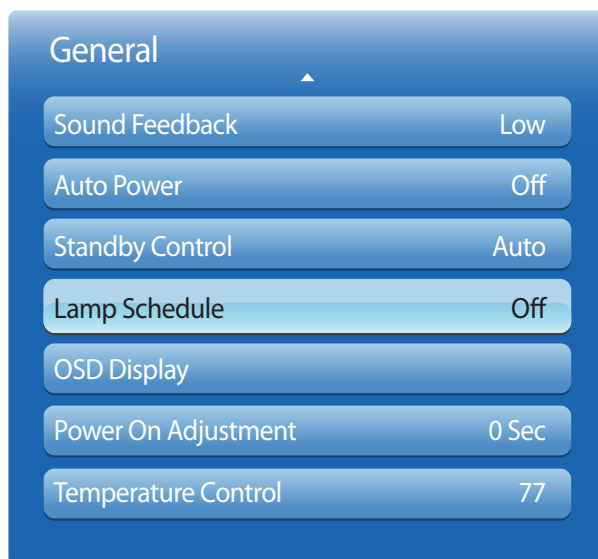 General
Sound Feedback Low
Auto Power Off
Standby Control Auto
Lamp Schedule Off
OSD Display
Power On Adjustment 0 Sec
Temperature Control 77